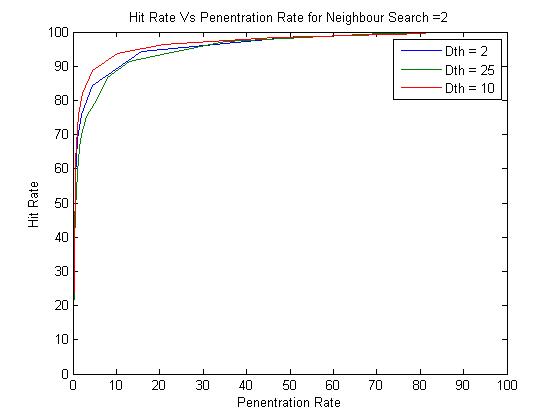 Hit Rate Vs Penentration Rate for Neighbour Search =2
100
90
80
70
60
50
40
30
20
10
0
Hit Rate
Dth = 2
Dth = 25
Dth = 10
0 10 20 30 40 50 60 70 80 90 100
Penentration Rate